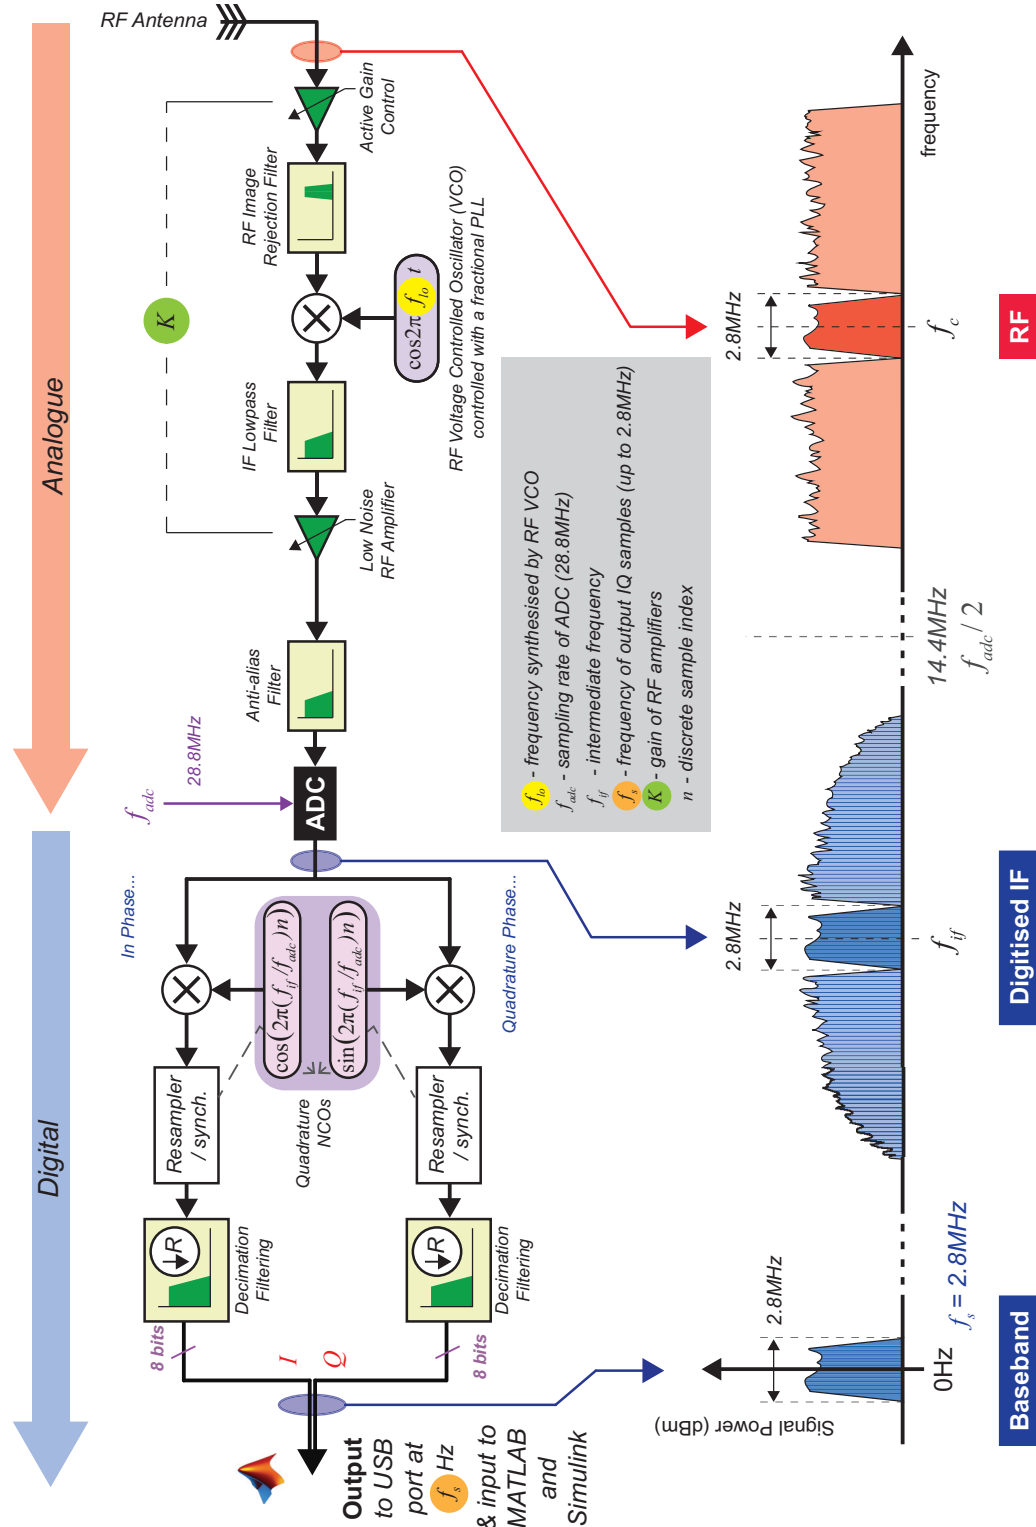 Analogue
Digital
RF Antenna
Active Gain
Control
RF Image
Rejection Filter
K
cos2π f_lo t
RF Voltage Controlled Oscillator (VCO)
controlled with a fractional PLL
IF Lowpass
Filter
Low Noise
RF Amplifier
Anti-alias
Filter
f_adc
28.8MHz
ADC
In Phase...
Quadrature Phase...
cos(2π(f_if/f_adc)n)
sin(2π(f_if/f_adc)n)
Quadrature
NCOs
Resampler
/ synch.
Resampler
/ synch.
R
Decimation
Filtering
R
Decimation
Filtering
8 bits
8 bits
I
Q
Output
to USB
port at
f_s Hz
& input to
MATLAB
and
Simulink
f_lo - frequency synthesised by RF VCO
f_adc - sampling rate of ADC (28.8MHz)
f_if - intermediate frequency
f_s - frequency of output IQ samples (up to 2.8MHz)
K - gain of RF amplifiers
n - discrete sample index
Signal Power (dBm)
2.8MHz
0Hz
f_s = 2.8MHz
Baseband
2.8MHz
f_if
Digitised IF
14.4MHz
f_adc / 2
2.8MHz
f_c
frequency
RF